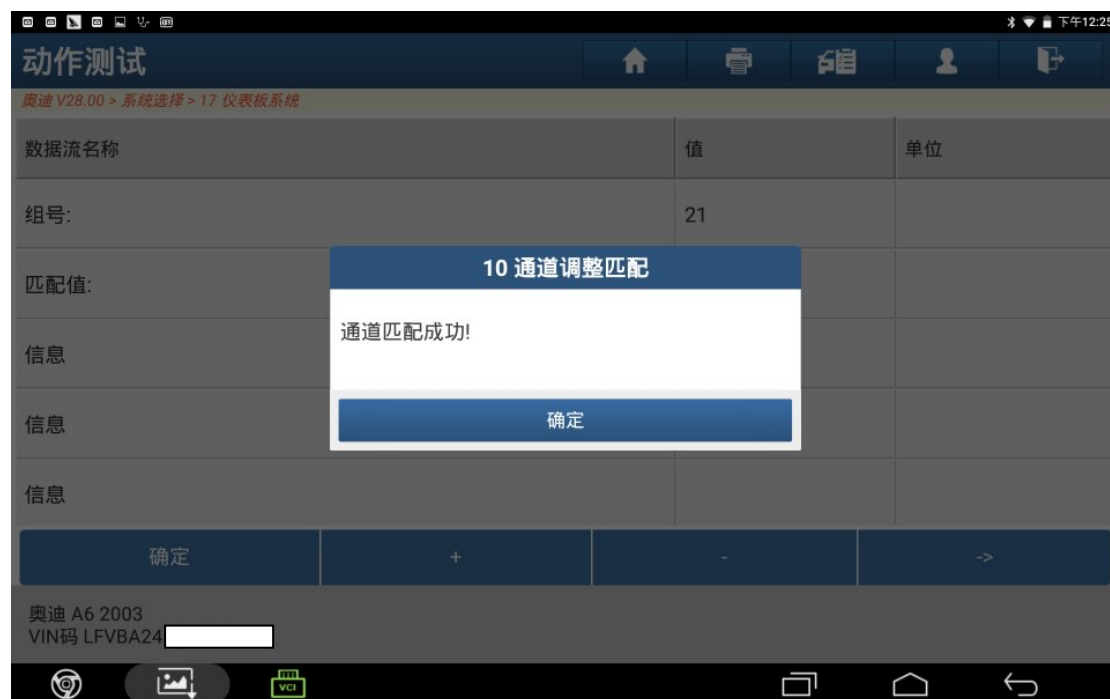 下午12:25
动作测试
奥迪 V28.00 > 系统选择 > 17 仪表板系统
数据流名称 值 单位
组号: 21
10 通道调整匹配
匹配值:
通道匹配成功!
信息
确定
信息
信息
确定 + - ->
奥迪 A6 2003
VIN码 LFVBA24
VCI